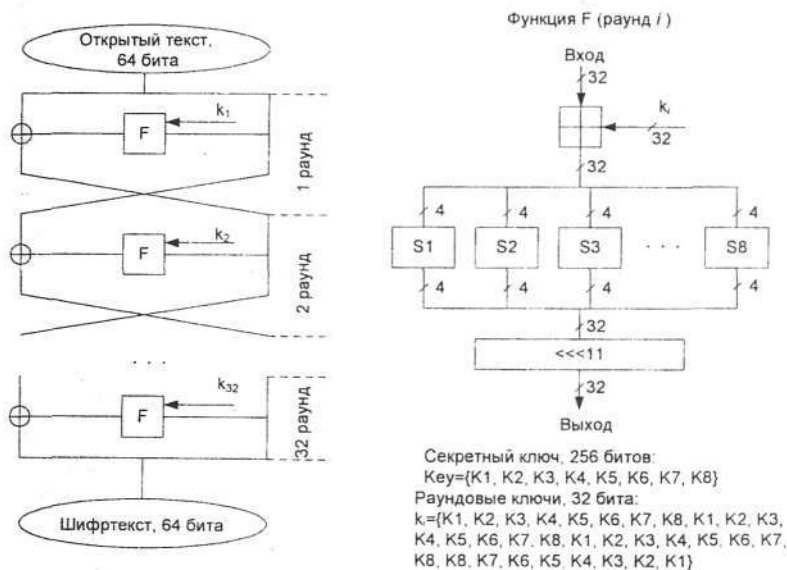 Открытый текст,
64 бита
k₁
F
1 раунд
k₂
F
2 раунд
. . .
k₃₂
F
32 раунд
Шифртекст, 64 бита
Функция F (раунд i )
Вход
32
kᵢ
32
32
4 4 4 4
S1 S2 S3 . . . S8
4 4 4 4
32
<<<11
32
Выход
Секретный ключ, 256 битов:
Key={K1, K2, K3, K4, K5, K6, K7, K8}
Раундовые ключи, 32 бита:
kᵢ={K1, K2, K3, K4, K5, K6, K7, K8, K1, K2, K3,
K4, K5, K6, K7, K8, K1, K2, K3, K4, K5, K6, K7,
K8, K8, K7, K6, K5, K4, K3, K2, K1}